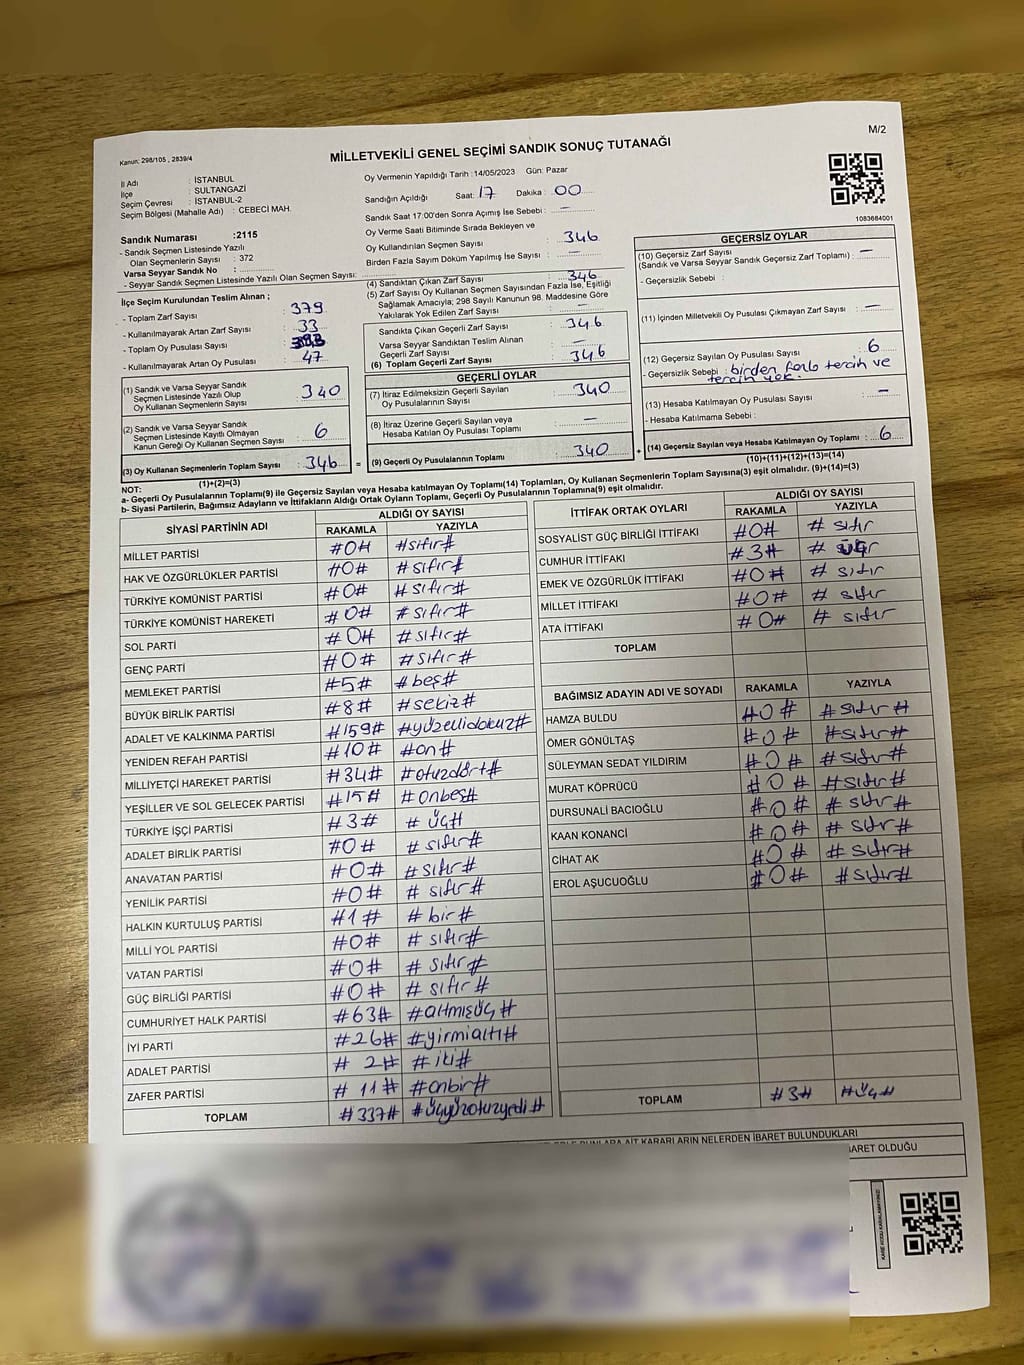 M/2
Kanun: 298/105 , 2839/4
MİLLETVEKİLİ GENEL SEÇİMİ SANDIK SONUÇ TUTANAĞI
İl Adı : İSTANBUL
İlçe : SULTANGAZİ
Seçim Çevresi : İSTANBUL-2
Seçim Bölgesi (Mahalle Adı) : CEBECİ MAH.
Sandık Numarası :2115
- Sandık Seçmen Listesinde Yazılı
Olan Seçmenlerin Sayısı : 372
Varsa Seyyar Sandık No :
- Seyyar Sandık Seçmen Listesinde Yazılı Olan Seçmen Sayısı:
Oy Vermenin Yapıldığı Tarih :14/05/2023 Gün: Pazar
Sandığın Açıldığı Saat: 17 Dakika : 00
Sandık Saat 17:00'den Sonra Açımış İse Sebebi : —
Oy Verme Saati Bitiminde Sırada Bekleyen ve
Oy Kullandırılan Seçmen Sayısı : 346
Birden Fazla Sayım Döküm Yapılmış İse Sayısı : —
1083684001
İlçe Seçim Kurulundan Teslim Alınan ;
- Toplam Zarf Sayısı : 379
- Kullanılmayarak Artan Zarf Sayısı : 33
- Toplam Oy Pusulası Sayısı :
- Kullanılmayarak Artan Oy Pusulası : 47
(4) Sandıktan Çıkan Zarf Sayısı : 346
(5) Zarf Sayısı Oy Kullanan Seçmen Sayısından Fazla İse, Eşitliği
Sağlamak Amacıyla; 298 Sayılı Kanunun 98. Maddesine Göre
Yakılarak Yok Edilen Zarf Sayısı : —
Sandıkta Çıkan Geçerli Zarf Sayısı : 346
Varsa Seyyar Sandıktan Teslim Alınan
Geçerli Zarf Sayısı : —
(6) Toplam Geçerli Zarf Sayısı : 346
GEÇERSİZ OYLAR
(10) Geçersiz Zarf Sayısı
(Sandık ve Varsa Seyyar Sandık Geçersiz Zarf Toplamı) : —
- Geçersizlik Sebebi :
(11) İçinden Milletvekili Oy Pusulası Çıkmayan Zarf Sayısı : —
(12) Geçersiz Sayılan Oy Pusulası Sayısı : 6
- Geçersizlik Sebebi : birden fazla tercih ve
tercih yok.
(13) Hesaba Katılmayan Oy Pusulası Sayısı : —
- Hesaba Katılmama Sebebi :
(14) Geçersiz Sayılan veya Hesaba Katılmayan Oy Toplamı : 6
(10)+(11)+(12)+(13)=(14)
(1) Sandık ve Varsa Seyyar Sandık
Seçmen Listesinde Yazılı Olup
Oy Kullanan Seçmenlerin Sayısı : 340
(2) Sandık ve Varsa Seyyar Sandık
Seçmen Listesinde Kayıtlı Olmayan
Kanun Gereği Oy Kullanan Seçmen Sayısı : 6
(3) Oy Kullanan Seçmenlerin Toplam Sayısı : 346
(1)+(2)=(3)
GEÇERLİ OYLAR
(7) İtiraz Edilmeksizin Geçerli Sayılan
Oy Pusulalarının Sayısı : 340
(8) İtiraz Üzerine Geçerli Sayılan veya
Hesaba Katılan Oy Pusulası Toplamı : —
= (9) Geçerli Oy Pusulalarının Toplamı : 340 +
NOT:
a- Geçerli Oy Pusulalarının Toplamı(9) ile Geçersiz Sayılan veya Hesaba katılmayan Oy Toplamı(14) Toplamları, Oy Kullanan Seçmenlerin Toplam Sayısına(3) eşit olmalıdır. (9)+(14)=(3)
b- Siyasi Partilerin, Bağımsız Adayların ve İttifakların Aldığı Ortak Oyların Toplamı, Geçerli Oy Pusulalarının Toplamına(9) eşit olmalıdır.
SİYASİ PARTİNİN ADI ALDIĞI OY SAYISI
RAKAMLA YAZIYLA
MİLLET PARTİSİ #0# #sıfır#
HAK VE ÖZGÜRLÜKLER PARTİSİ #0# #sıfır#
TÜRKİYE KOMÜNİST PARTİSİ #0# #sıfır#
TÜRKİYE KOMÜNİST HAREKETİ #0# #sıfır#
SOL PARTİ #0# #sıfır#
GENÇ PARTİ #0# #sıfır#
MEMLEKET PARTİSİ #5# #beş#
BÜYÜK BİRLİK PARTİSİ #8# #sekiz#
ADALET VE KALKINMA PARTİSİ #159# #yüzellidokuz#
YENİDEN REFAH PARTİSİ #10# #on#
MİLLİYETÇİ HAREKET PARTİSİ #34# #otuzdört#
YEŞİLLER VE SOL GELECEK PARTİSİ #15# #onbeş#
TÜRKİYE İŞÇİ PARTİSİ #3# #üç#
ADALET BİRLİK PARTİSİ #0# #sıfır#
ANAVATAN PARTİSİ #0# #sıfır#
YENİLİK PARTİSİ #0# #sıfır#
HALKIN KURTULUŞ PARTİSİ #1# #bir#
MİLLİ YOL PARTİSİ #0# #sıfır#
VATAN PARTİSİ #0# #sıfır#
GÜÇ BİRLİĞİ PARTİSİ #0# #sıfır#
CUMHURİYET HALK PARTİSİ #63# #altmışüç#
İYİ PARTİ #26# #yirmialtı#
ADALET PARTİSİ #2# #iki#
ZAFER PARTİSİ #11# #onbir#
TOPLAM #337# #üçyüzotuzyedi#
İTTİFAK ORTAK OYLARI ALDIĞI OY SAYISI
RAKAMLA YAZIYLA
SOSYALİST GÜÇ BİRLİĞİ İTTİFAKI #0# # sıfır
CUMHUR İTTİFAKI #3#
EMEK VE ÖZGÜRLÜK İTTİFAKI #0# # sıfır
MİLLET İTTİFAKI #0# # sıfır
ATA İTTİFAKI #0# # sıfır
TOPLAM
BAĞIMSIZ ADAYIN ADI VE SOYADI RAKAMLA YAZIYLA
HAMZA BULDU #0# #sıfır#
ÖMER GÖNÜLTAŞ #0# #sıfır#
SÜLEYMAN SEDAT YILDIRIM #0# #sıfır#
MURAT KÖPRÜCÜ #0# #sıfır#
DURSUNALİ BACIOĞLU #0# #sıfır#
KAAN KONANCİ #0# #sıfır#
CİHAT AK #0# #sıfır#
EROL AŞUCUOĞLU #0# #sıfır#
TOPLAM #3# #üç#
KARARLARIN NELERDEN İBARET BULUNDUKLARI
İBARET OLDUĞU